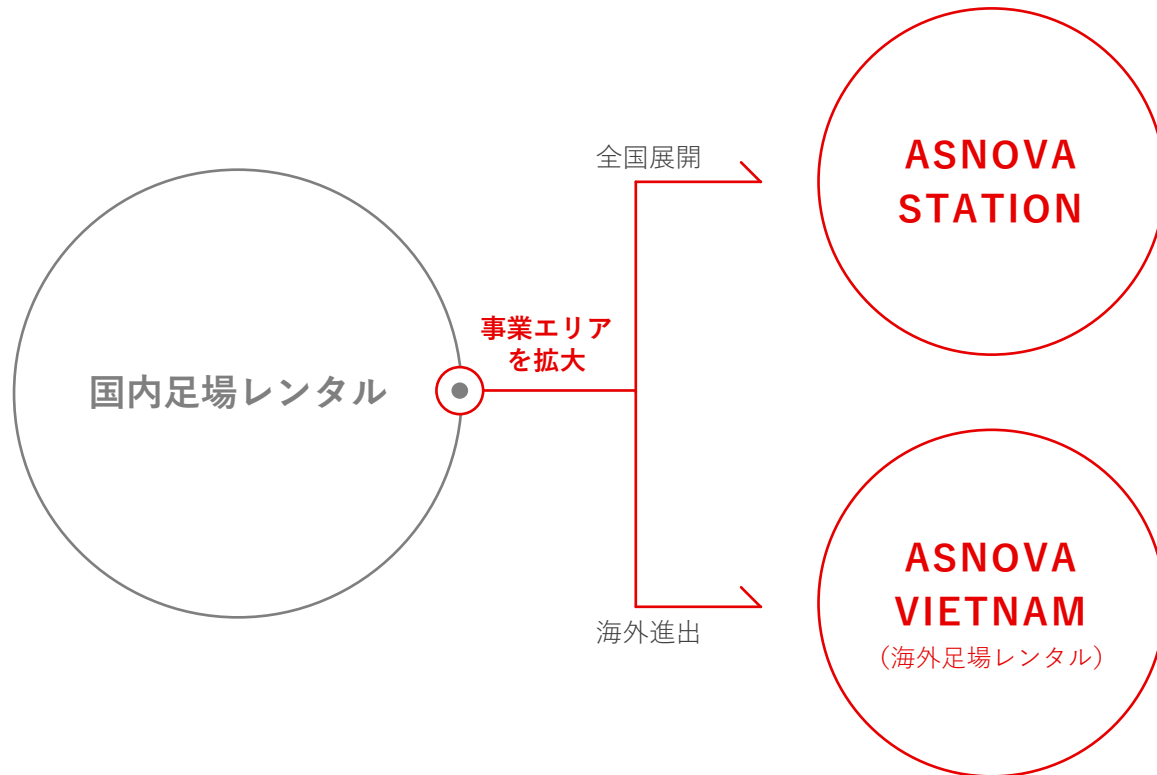 国内足場レンタル
事業エリア
を拡大
全国展開
ASNOVA
STATION
海外進出
ASNOVA
VIETNAM
（海外足場レンタル）